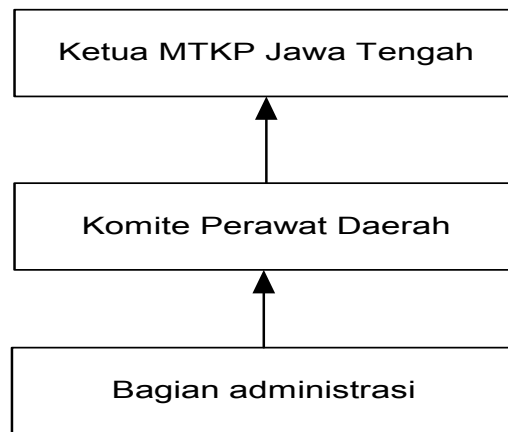 Ketua MTKP Jawa Tengah
Komite Perawat Daerah
Bagian administrasi